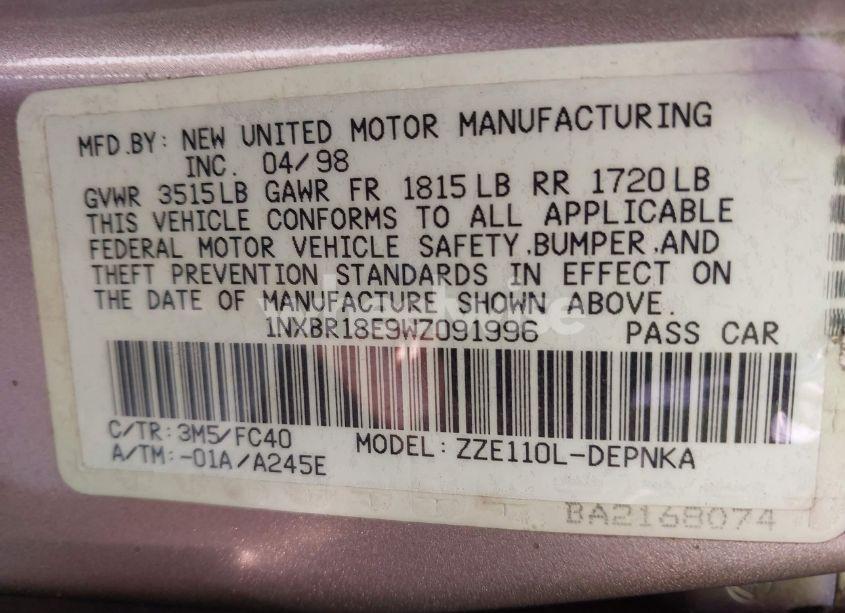 MFD.BY: NEW UNITED MOTOR MANUFACTURING
INC. 04/98
GVWR 3515LB GAWR FR 1815LB RR 1720LB
THIS VEHICLE CONFORMS TO ALL APPLICABLE
FEDERAL MOTOR VEHICLE SAFETY,BUMPER,AND
THEFT PREVENTION STANDARDS IN EFFECT ON
THE DATE OF MANUFACTURE SHOWN ABOVE.
1NXBR18E9WZ091996 PASS CAR
C/TR:3M5/FC40 MODEL:ZZE110L-DEPNKA
A/TM:-01A/A245E
BA2168074